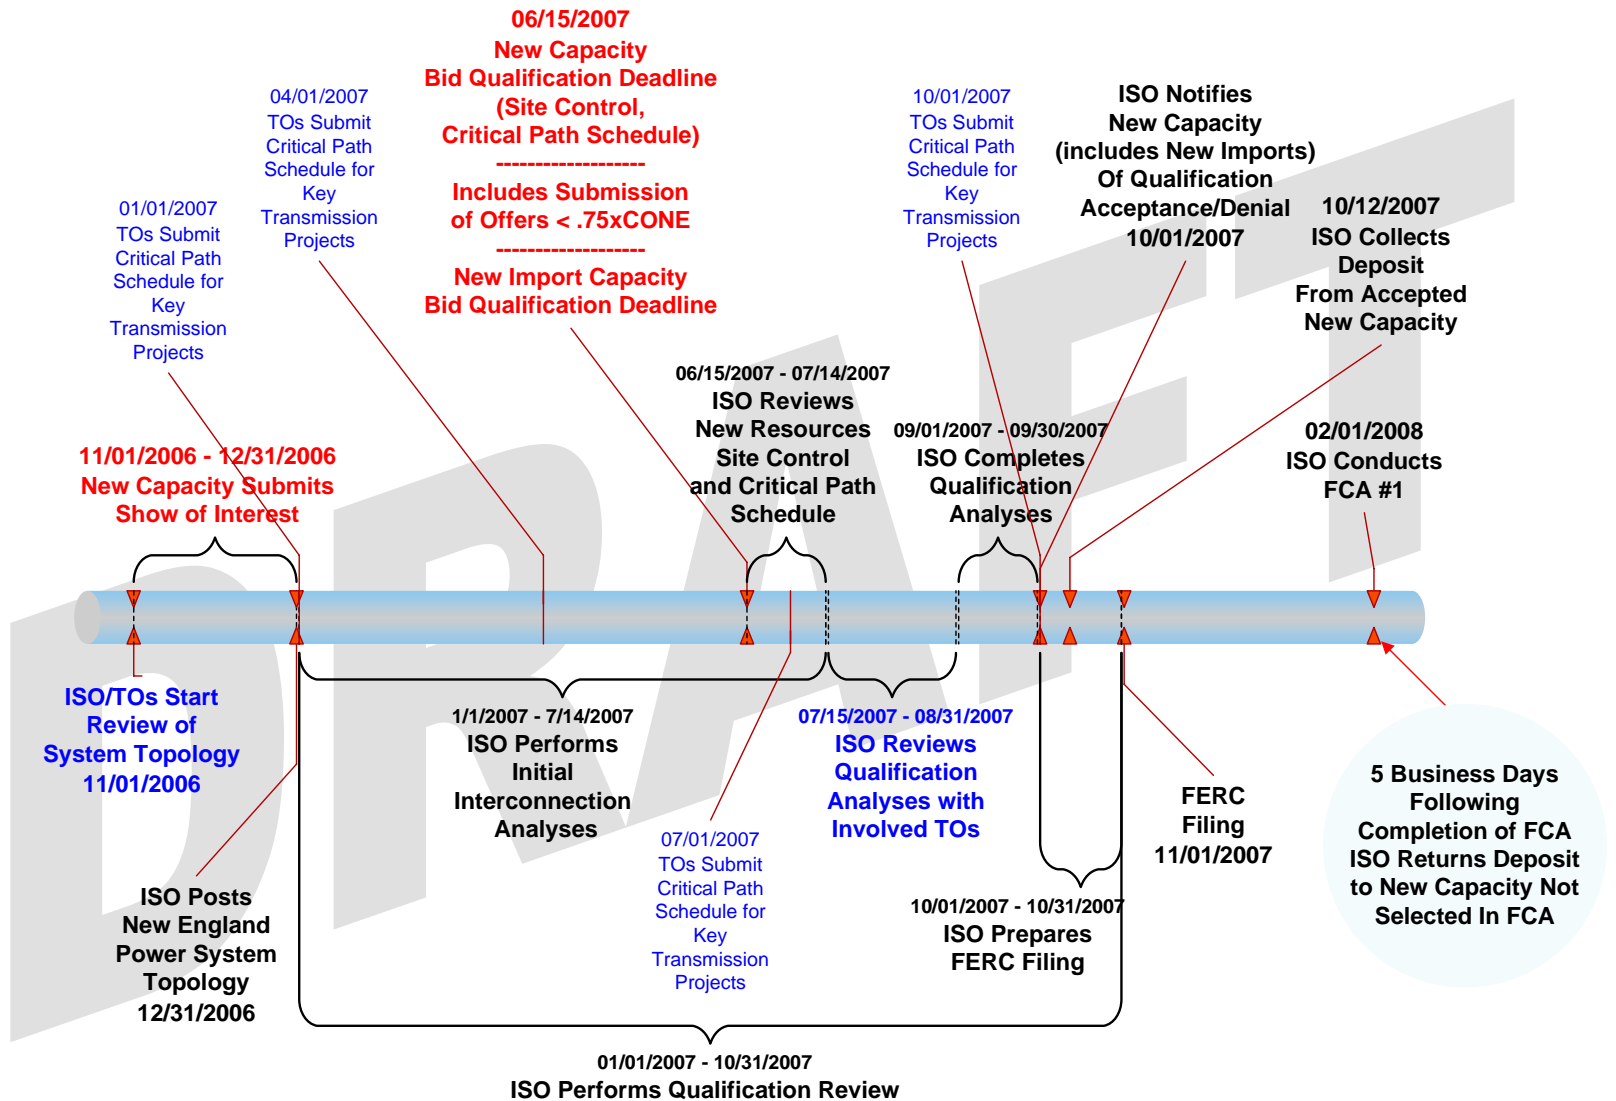 06/15/2007
New Capacity
Bid Qualification Deadline
(Site Control,
Critical Path Schedule)
-------------------
Includes Submission
of Offers < .75xCONE
-------------------
New Import Capacity
Bid Qualification Deadline
04/01/2007
TOs Submit
Critical Path
Schedule for
Key
Transmission
Projects
01/01/2007
TOs Submit
Critical Path
Schedule for
Key
Transmission
Projects
10/01/2007
TOs Submit
Critical Path
Schedule for
Key
Transmission
Projects
ISO Notifies
New Capacity
(includes New Imports)
Of Qualification
Acceptance/Denial
10/01/2007
10/12/2007
ISO Collects
Deposit
From Accepted
New Capacity
06/15/2007 - 07/14/2007
ISO Reviews
New Resources
Site Control
and Critical Path
Schedule
09/01/2007 - 09/30/2007
ISO Completes
Qualification
Analyses
02/01/2008
ISO Conducts
FCA #1
11/01/2006 - 12/31/2006
New Capacity Submits
Show of Interest
DRAFT
ISO/TOs Start
Review of
System Topology
11/01/2006
1/1/2007 - 7/14/2007
ISO Performs
Initial
Interconnection
Analyses
07/15/2007 - 08/31/2007
ISO Reviews
Qualification
Analyses with
Involved TOs
07/01/2007
TOs Submit
Critical Path
Schedule for
Key
Transmission
Projects
FERC
Filing
11/01/2007
5 Business Days
Following
Completion of FCA
ISO Returns Deposit
to New Capacity Not
Selected In FCA
ISO Posts
New England
Power System
Topology
12/31/2006
10/01/2007 - 10/31/2007
ISO Prepares
FERC Filing
01/01/2007 - 10/31/2007
ISO Performs Qualification Review